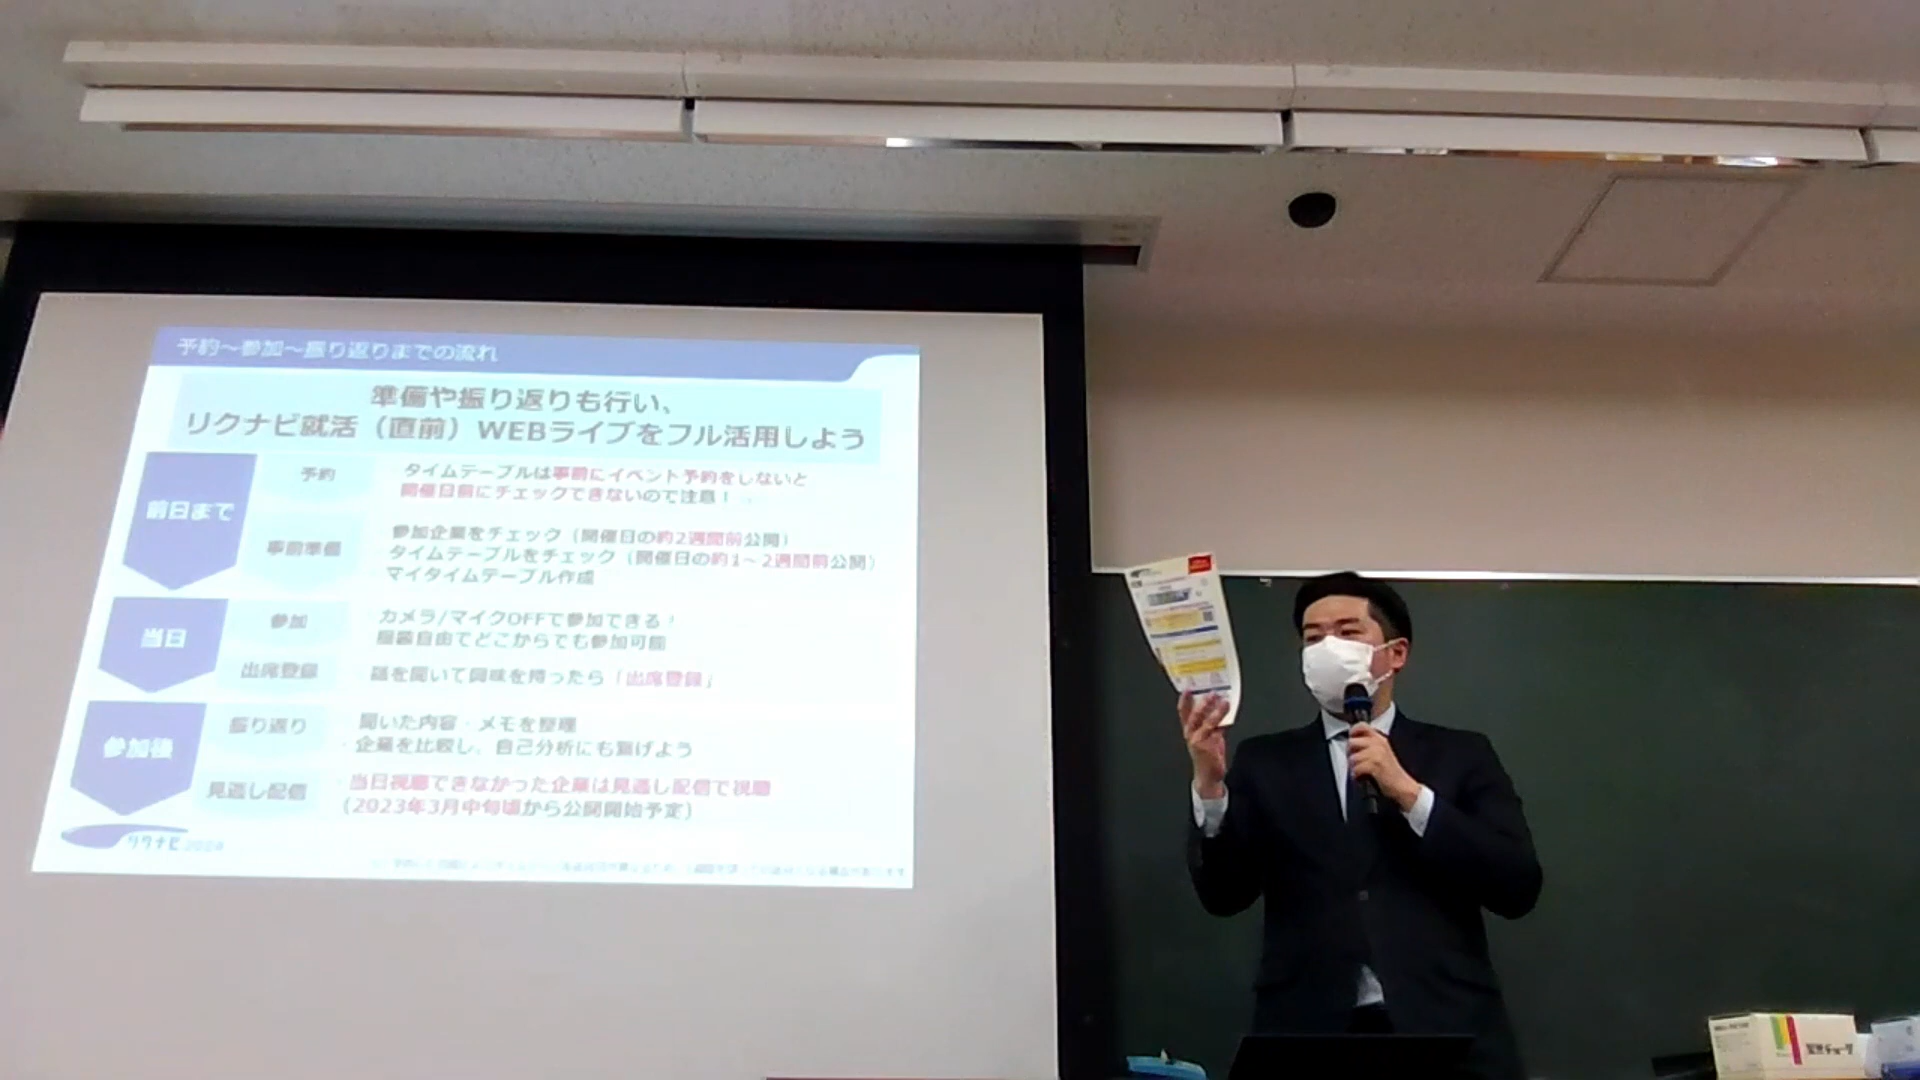 予約～参加～振り返りまでの流れ
準備や振り返りも行い、
リクナビ就活（直前）WEBライブをフル活用しよう
前日まで
予約
タイムテーブルは事前にイベント予約をしないと
開催日前にチェックできないので注意！
事前準備
参加企業をチェック（開催日の約2週間前公開）
タイムテーブルをチェック（開催日の約1～2週間前公開）
マイタイムテーブル作成
当日
参加
カメラ/マイクOFFで参加できる！
服装自由でどこからでも参加可能
出席登録
話を聞いて興味を持ったら「出席登録」
参加後
振り返り
聞いた内容・メモを整理
・企業を比較し、自己分析にも繋げよう
見逃し配信
・当日視聴できなかった企業は見逃し配信で視聴
（2023年3月中旬頃から公開開始予定）
リクナビ2024